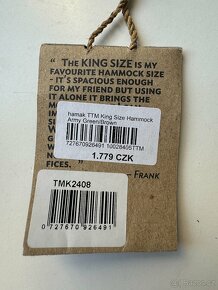 " THE KING SIZE IS MY
FAVOURITE HAMMOCK SIZE
- IT'S SPACIOUS ENOUGH
FOR MY FRIEND BUT USING
IT ALONE IT BRINGS THE
hamak TTM King Size Hammock
Army Green/Brown
727670926491 10028405TTM
1.779 CZK
FICES. "
— FRANK
TMK2408
0 727670 926491